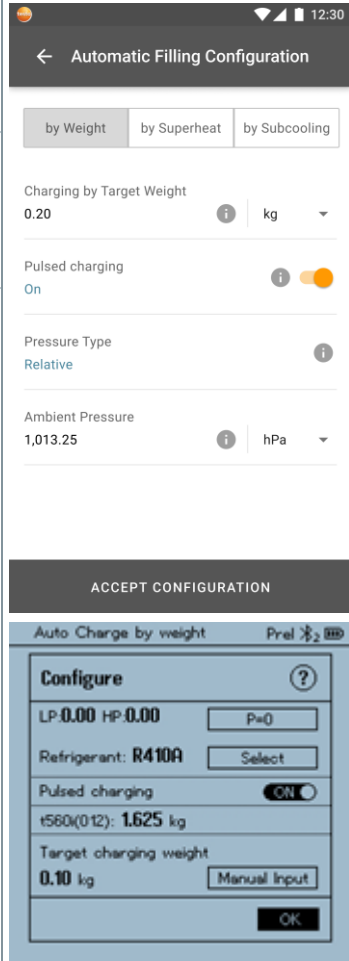 12:30
Automatic Filling Configuration
by Weight by Superheat by Subcooling
Charging by Target Weight
0.20 kg
Pulsed charging
On
Pressure Type
Relative
Ambient Pressure
1,013.25 hPa
ACCEPT CONFIGURATION
Auto Charge by weight Prel 2
Configure ?
LP:0.00 HP:0.00 P=0
Refrigerant: R410A Select
Pulsed charging ON
t560i(012): 1.625 kg
Target charging weight
0.10 kg Manual Input
OK